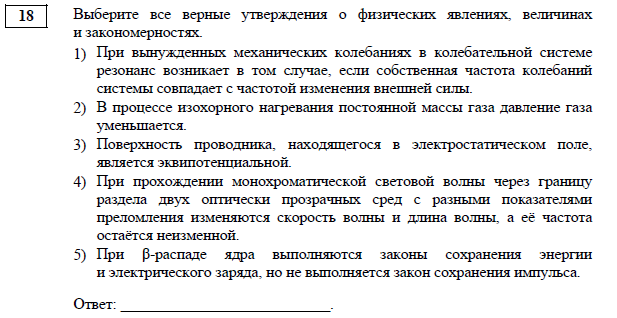 18
Выберите все верные утверждения о физических явлениях, величинах
и закономерностях.
1) При вынужденных механических колебаниях в колебательной системе
резонанс возникает в том случае, если собственная частота колебаний
системы совпадает с частотой изменения внешней силы.
2) В процессе изохорного нагревания постоянной массы газа давление газа
уменьшается.
3) Поверхность проводника, находящегося в электростатическом поле,
является эквипотенциальной.
4) При прохождении монохроматической световой волны через границу
раздела двух оптически прозрачных сред с разными показателями
преломления изменяются скорость волны и длина волны, а её частота
остаётся неизменной.
5) При β-распаде ядра выполняются законы сохранения энергии
и электрического заряда, но не выполняется закон сохранения импульса.
Ответ: ___________________________.